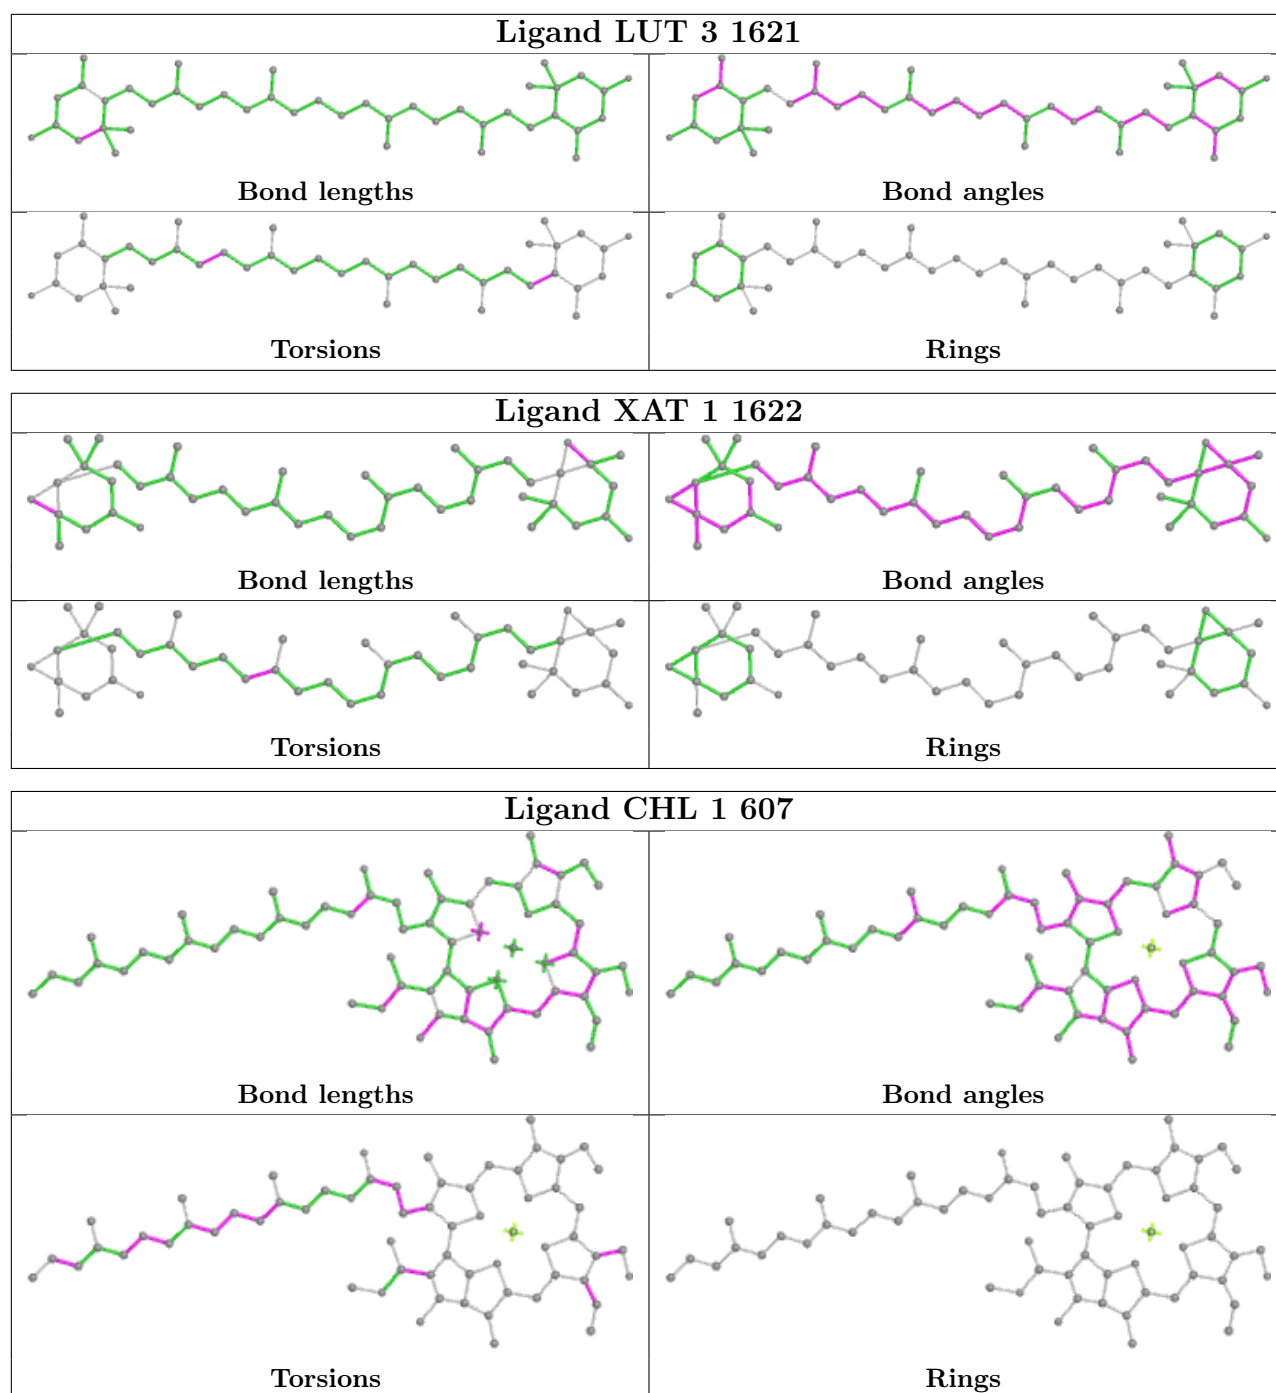 Ligand LUT 3 1621
Bond lengths
Bond angles
Torsions
Rings
Ligand XAT 1 1622
Bond lengths
Bond angles
Torsions
Rings
Ligand CHL 1 607
Bond lengths
Bond angles
Torsions
Rings